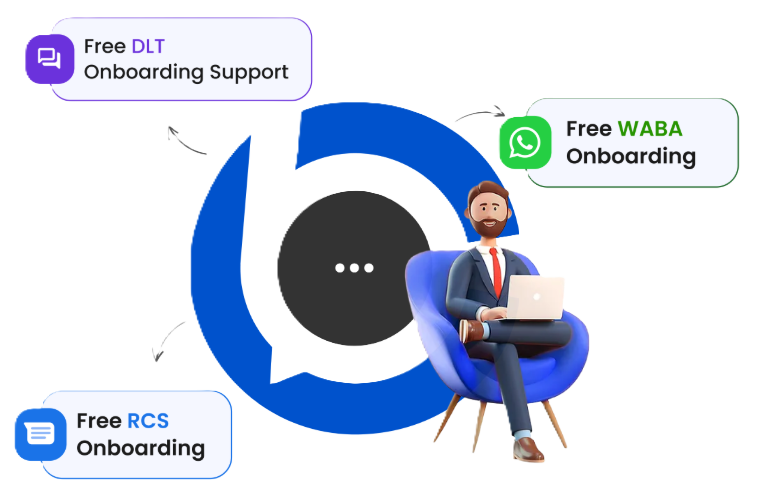 Free DLT
Onboarding Support
Free WABA
Onboarding
Free RCS
Onboarding